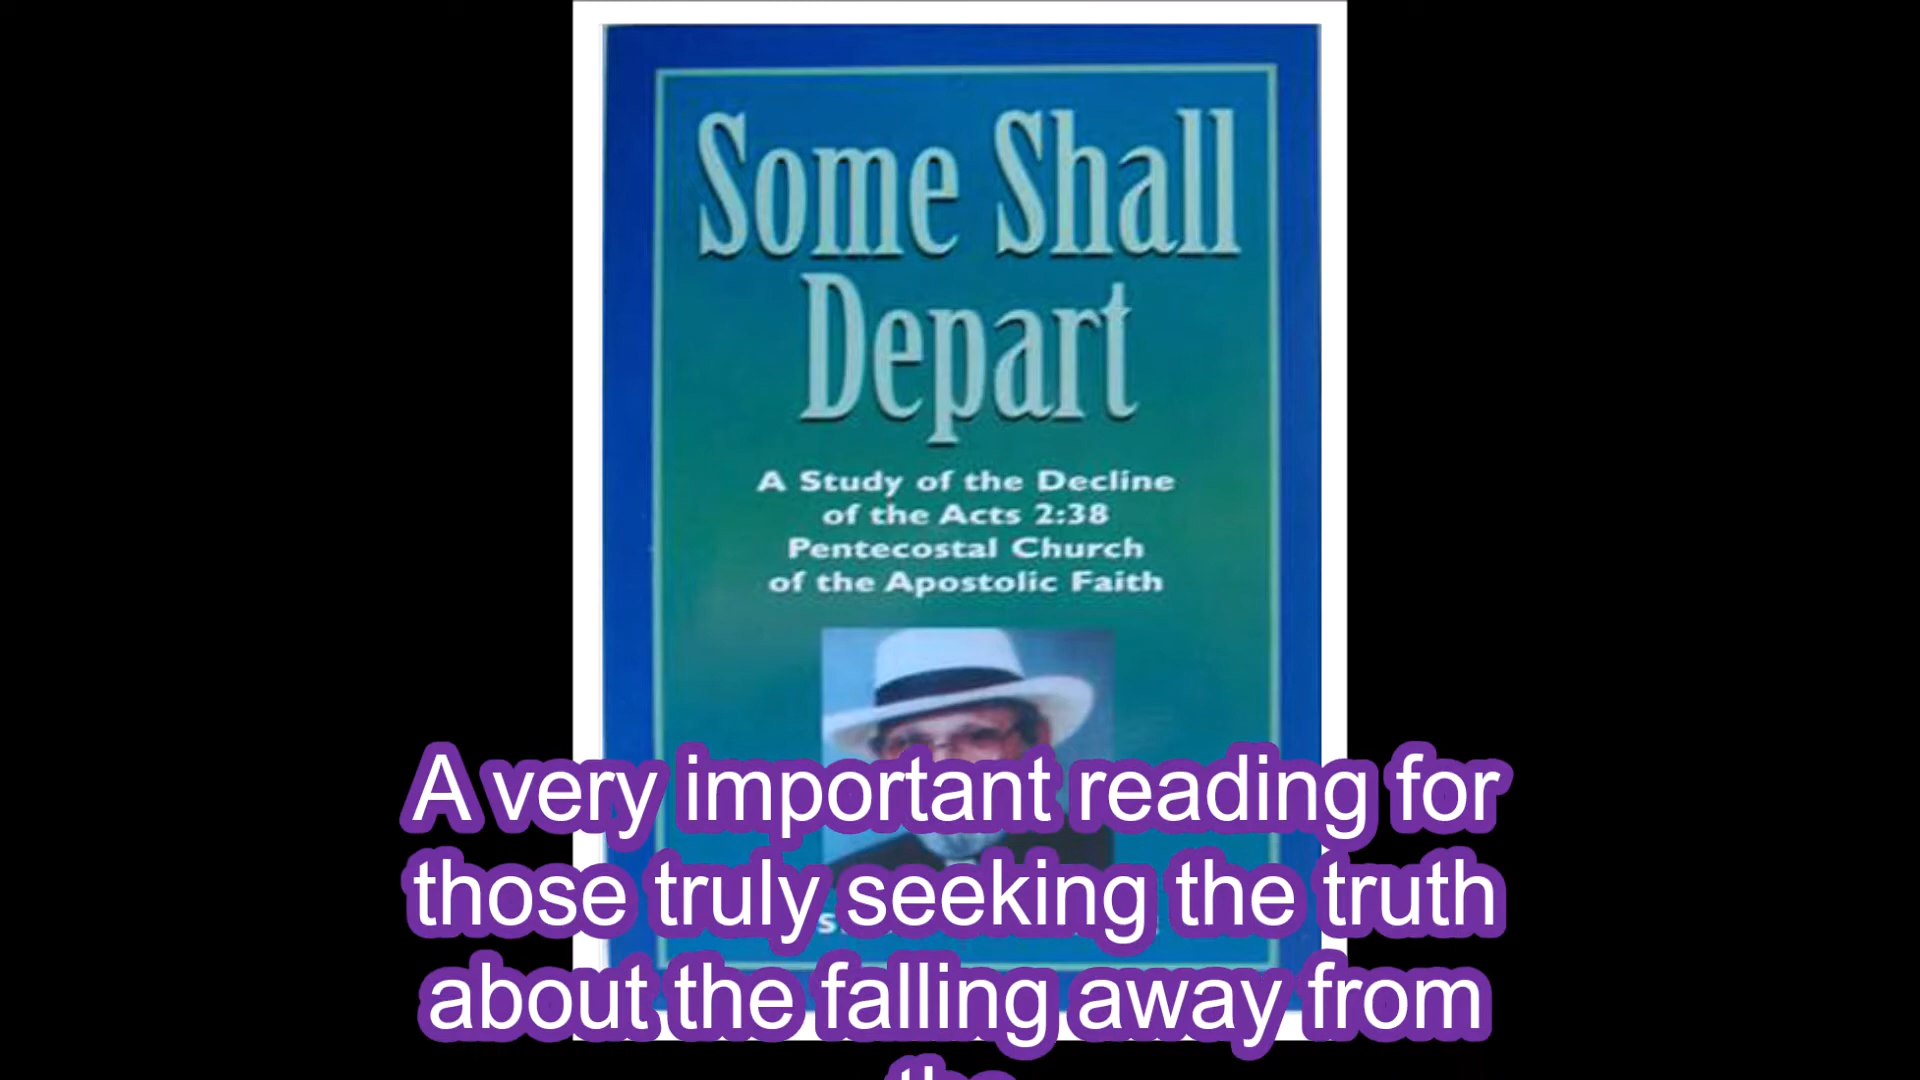 Some Shall
Depart
A Study of the Decline
of the Acts 2:38
Pentecostal Church
of the Apostolic Faith
A very important reading for
those truly seeking the truth
about the falling away from